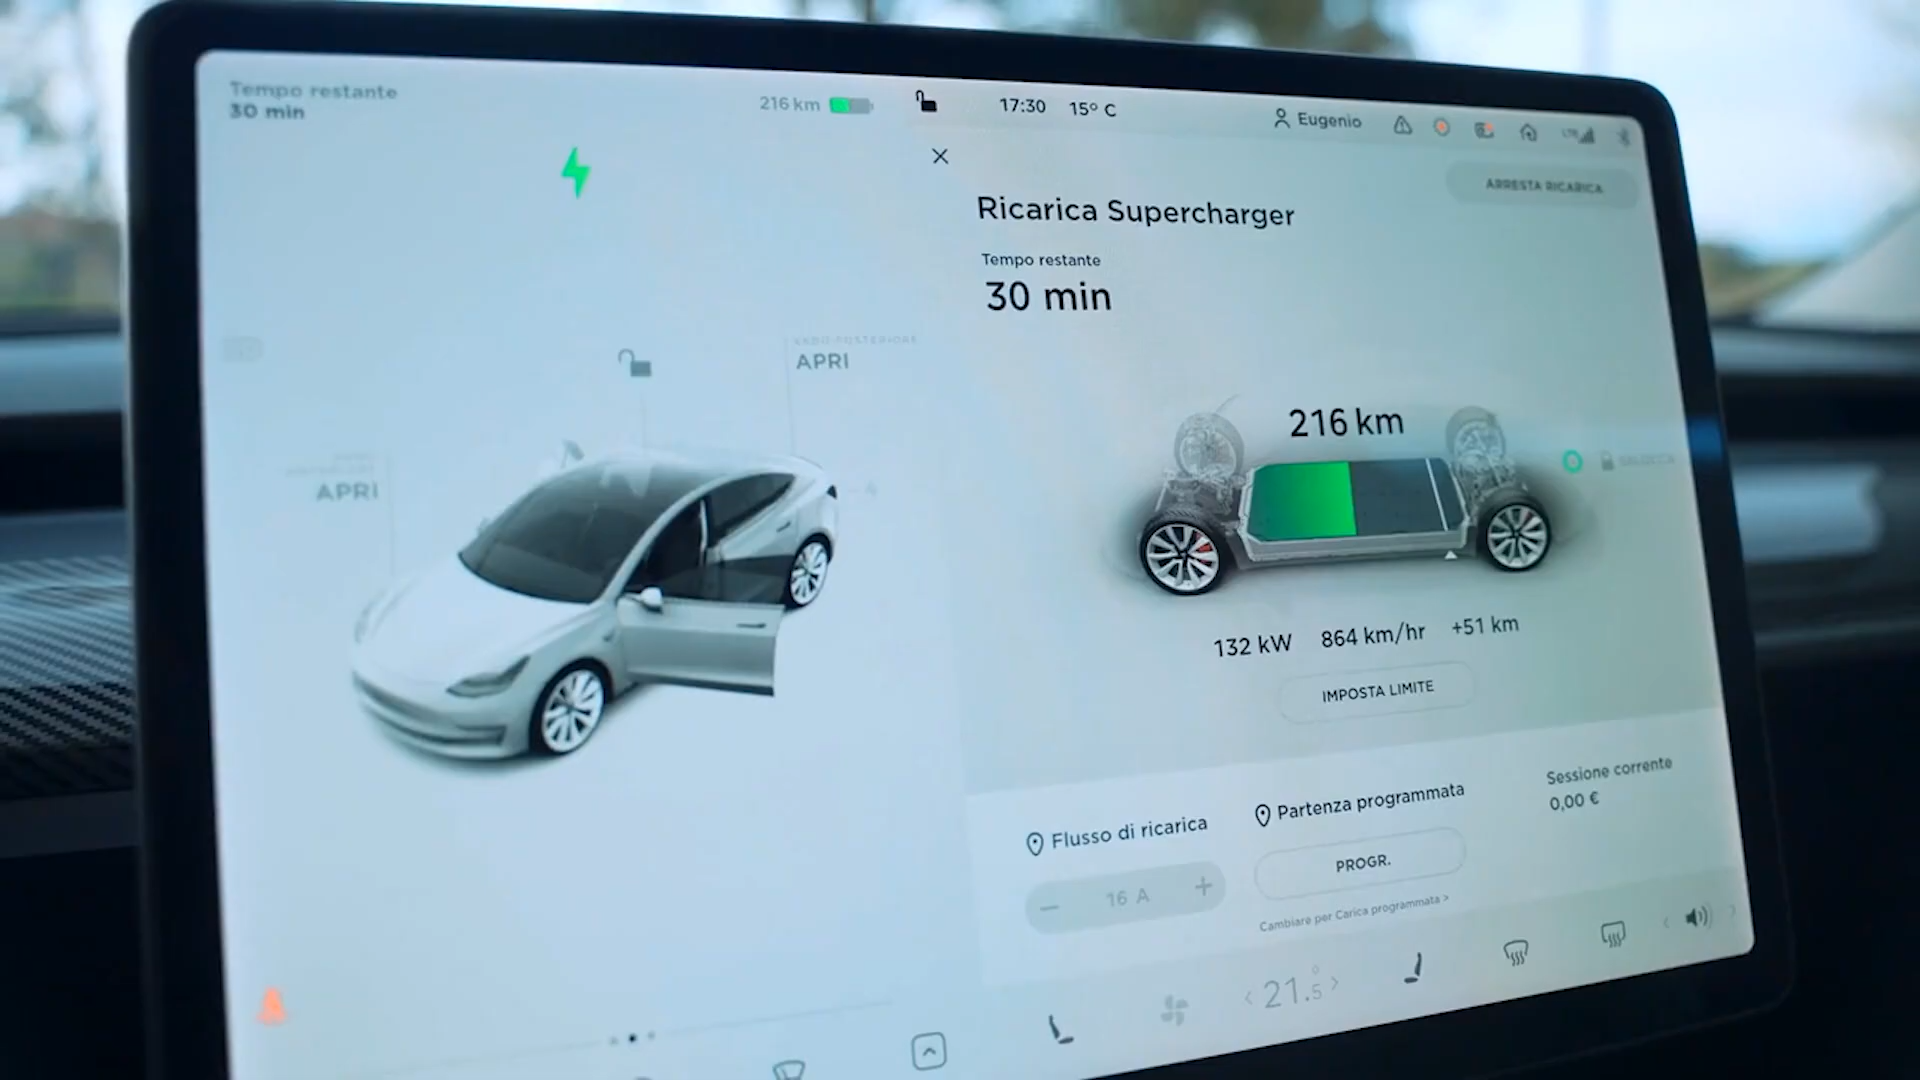 Tempo restante
30 min
216 km
17:30 15° C
Eugenio
LTE
ARRESTA RICARICA
Ricarica Supercharger
Tempo restante
30 min
APRI
APRI
216 km
132 kW 864 km/hr +51 km
IMPOSTA LIMITE
Flusso di ricarica
16 A
Partenza programmata
PROGR.
Cambiare per Carica programmata >
Sessione corrente
0,00 €
21.5°